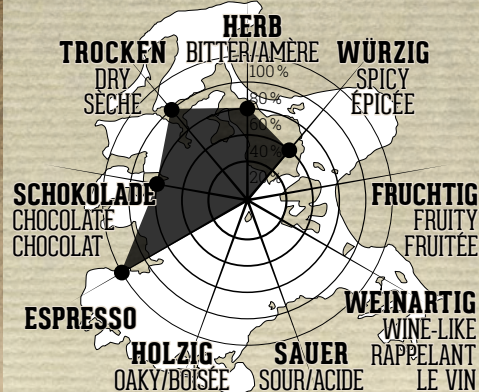 HERB
BITTER/AMÈRE
TROCKEN
DRY
SÈCHE
WÜRZIG
SPICY
ÉPICÉE
100%
80%
60%
40%
20%
SCHOKOLADE
CHOCOLATE
CHOCOLAT
FRUCHTIG
FRUITY
FRUITÉE
ESPRESSO
WEINARTIG
WINE-LIKE
RAPPELANT
LE VIN
HOLZIG
OAKY/BOISÉE
SAUER
SOUR/ACIDE